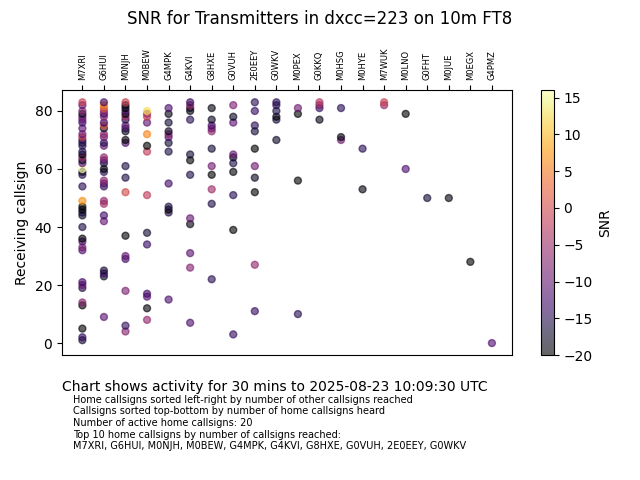 SNR for Transmitters in dxcc=223 on 10m FT8
M7XRI G6HUI M0NJH M0BEW G4MPK G4KVI G8HXE G0VUH 2E0EEY G0WKV M0PEX G0KKQ M0HSG M0HYE M7WUK M0LNO G0FHT M0JUE M0EGX G4PMZ
80
60
40
20
0
Receiving callsign
15
10
5
0
−5
−10
−15
−20
SNR
Chart shows activity for 30 mins to 2025-08-23 10:09:30 UTC
Home callsigns sorted left-right by number of other callsigns reached
Callsigns sorted top-bottom by number of home callsigns heard
Number of active home callsigns: 20
Top 10 home callsigns by number of callsigns reached:
M7XRI, G6HUI, M0NJH, M0BEW, G4MPK, G4KVI, G8HXE, G0VUH, 2E0EEY, G0WKV